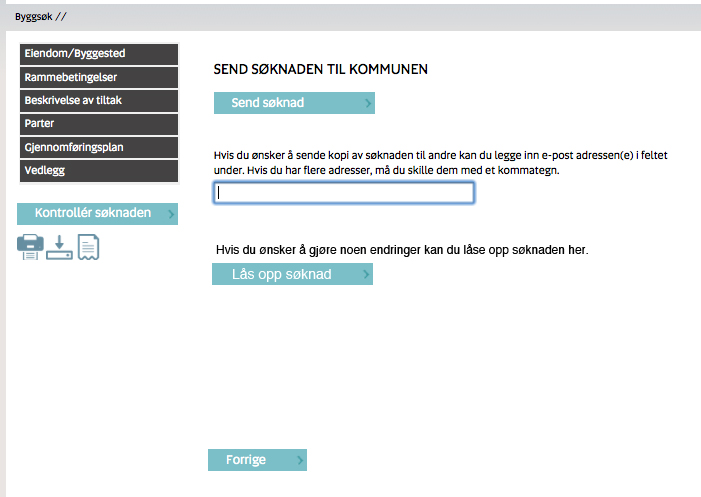 Byggsøk //
Eiendom/Byggested
Rammebetingelser
Beskrivelse av tiltak
Parter
Gjennomføringsplan
Vedlegg
Kontrollér søknaden
SEND SØKNADEN TIL KOMMUNEN
Send søknad
Hvis du ønsker å sende kopi av søknaden til andre kan du legge inn e-post adressen(e) i feltet
under. Hvis du har flere adresser, må du skille dem med et kommategn.
Hvis du ønsker å gjøre noen endringer kan du låse opp søknaden her.
Lås opp søknad
Forrige